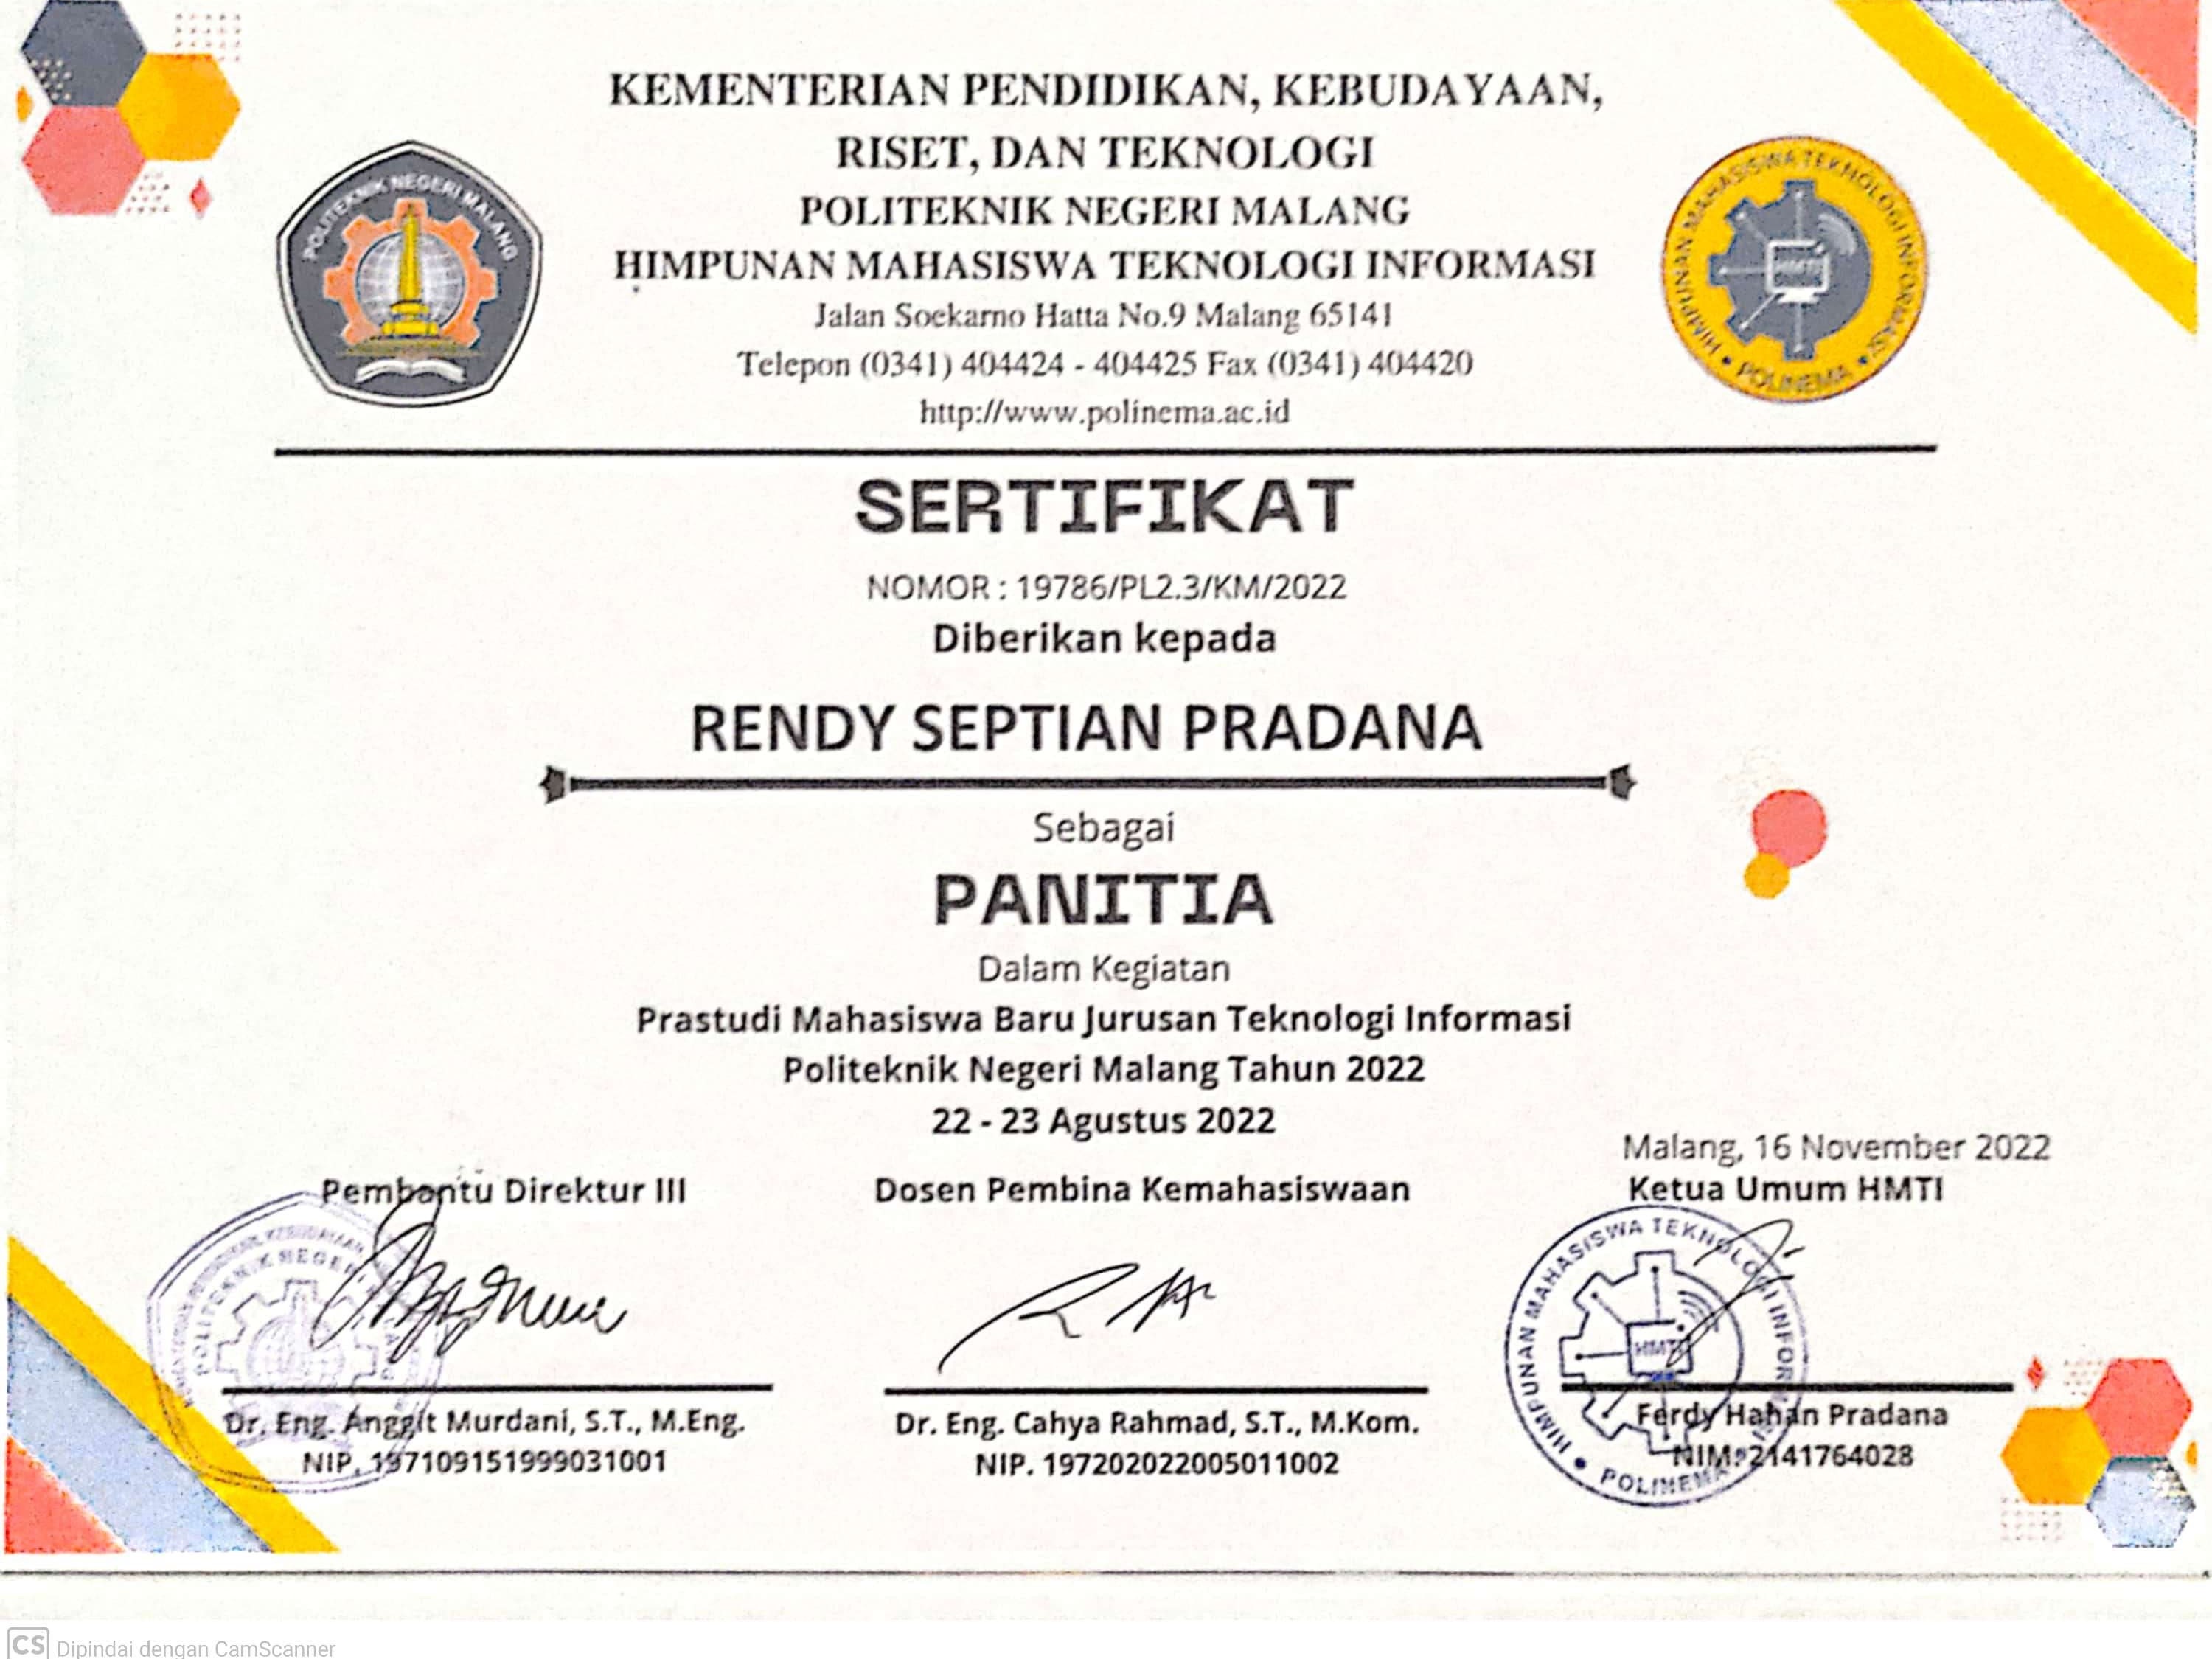 KEMENTERIAN PENDIDIKAN, KEBUDAYAAN,
RISET, DAN TEKNOLOGI
POLITEKNIK NEGERI MALANG
HIMPUNAN MAHASISWA TEKNOLOGI INFORMASI
Jalan Soekarno Hatta No.9 Malang 65141
Telepon (0341) 404424 - 404425 Fax (0341) 404420
http://www.polinema.ac.id
POLITEKNIK NEGERI MALANG
HIMPUNAN MAHASISWA TEKNOLOGI INFORMASI
HMTI
POLINEMA
SERTIFIKAT
NOMOR : 19786/PL2.3/KM/2022
Diberikan kepada
RENDY SEPTIAN PRADANA
Sebagai
PANITIA
Dalam Kegiatan
Prastudi Mahasiswa Baru Jurusan Teknologi Informasi
Politeknik Negeri Malang Tahun 2022
22 - 23 Agustus 2022
Malang, 16 November 2022
Pembantu Direktur III
Dosen Pembina Kemahasiswaan
Ketua Umum HMTI
POLITEKNIK NEGERI
HIMPUNAN MAHASISWA TEKNOLOGI INFOR
HMTI
POLINEMA
Dr. Eng. Anggit Murdani, S.T., M.Eng.
NIP. 197109151999031001
Dr. Eng. Cahya Rahmad, S.T., M.Kom.
NIP. 197202022005011002
Ferdy Hahan Pradana
NIM. 2141764028
CS Dipindai dengan CamScanner